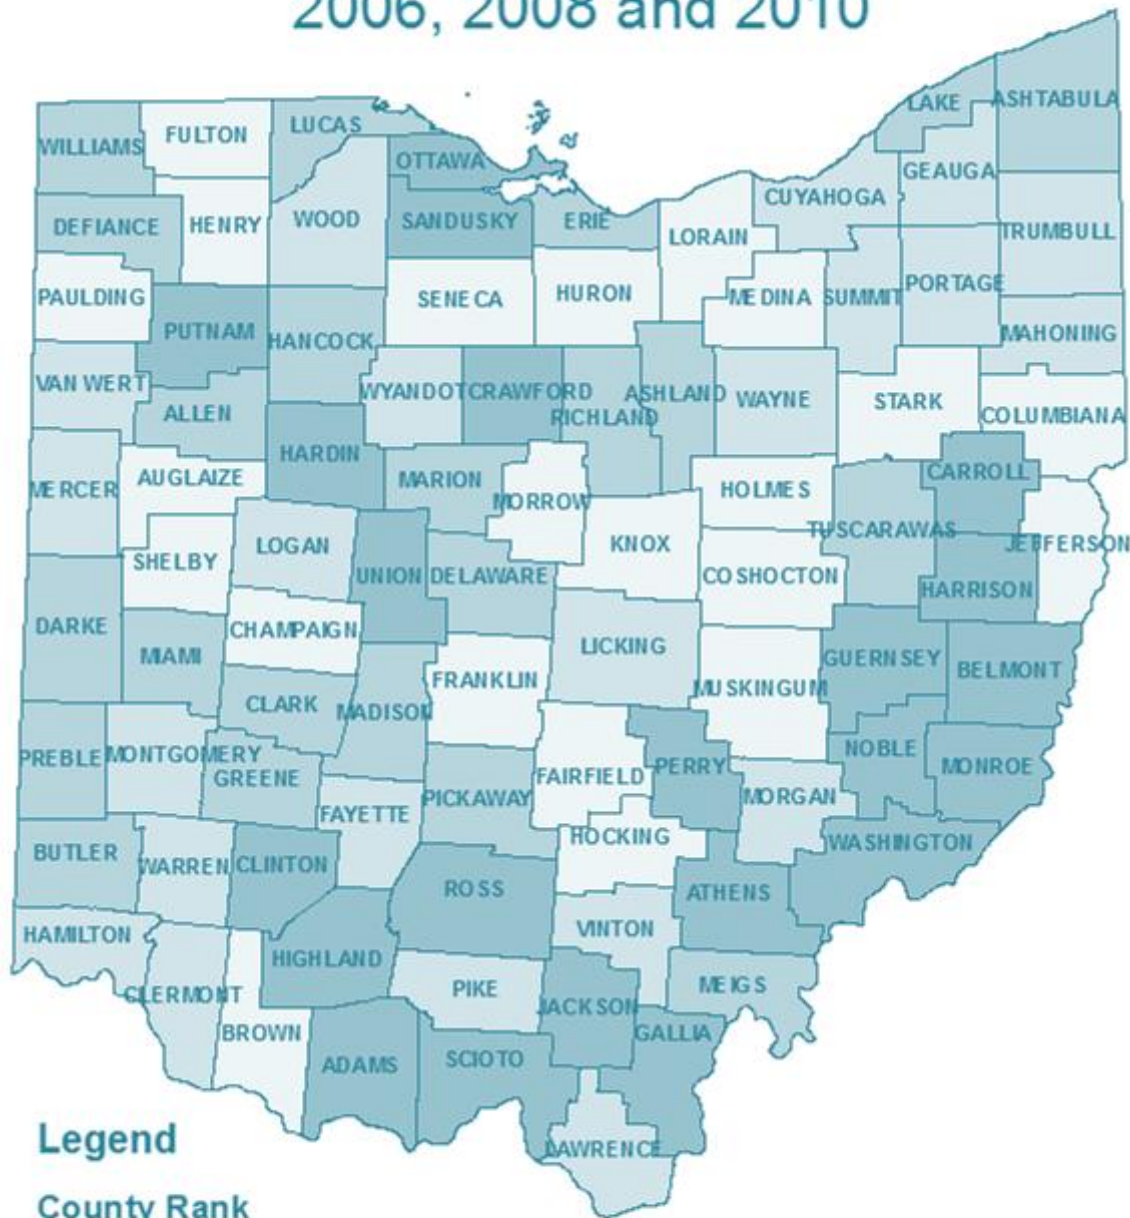 2006, 2008 and 2010
LAKE
ASHTABULA
WILLIAMS
FULTON
LUCAS
OTTAWA
GEAUGA
CUYAHOGA
DEFIANCE
HENRY
WOOD
SANDUSKY
ERIE
LORAIN
TRUMBULL
PAULDING
SENECA
HURON
MEDINA
SUMMIT
PORTAGE
PUTNAM
HANCOCK
MAHONING
VAN WERT
ALLEN
WYANDOT
CRAWFORD
RICHLAND
ASHLAND
WAYNE
STARK
COLUMBIANA
HARDIN
MERCER
AUGLAIZE
MARION
MORROW
HOLMES
CARROLL
TUSCARAWAS
JEFFERSON
SHELBY
LOGAN
UNION
DELAWARE
KNOX
COSHOCTON
HARRISON
DARKE
MIAMI
CHAMPAIGN
LICKING
GUERNSEY
BELMONT
FRANKLIN
MUSKINGUM
CLARK
MADISON
PREBLE
MONTGOMERY
GREENE
FAIRFIELD
PERRY
NOBLE
MONROE
FAYETTE
PICKAWAY
MORGAN
BUTLER
WARREN
CLINTON
HOCKING
WASHINGTON
ROSS
ATHENS
HAMILTON
HIGHLAND
VINTON
CLERMONT
PIKE
JACKSON
MEIGS
BROWN
GALLIA
ADAMS
SCIOTO
LAWRENCE
Legend
County Rank